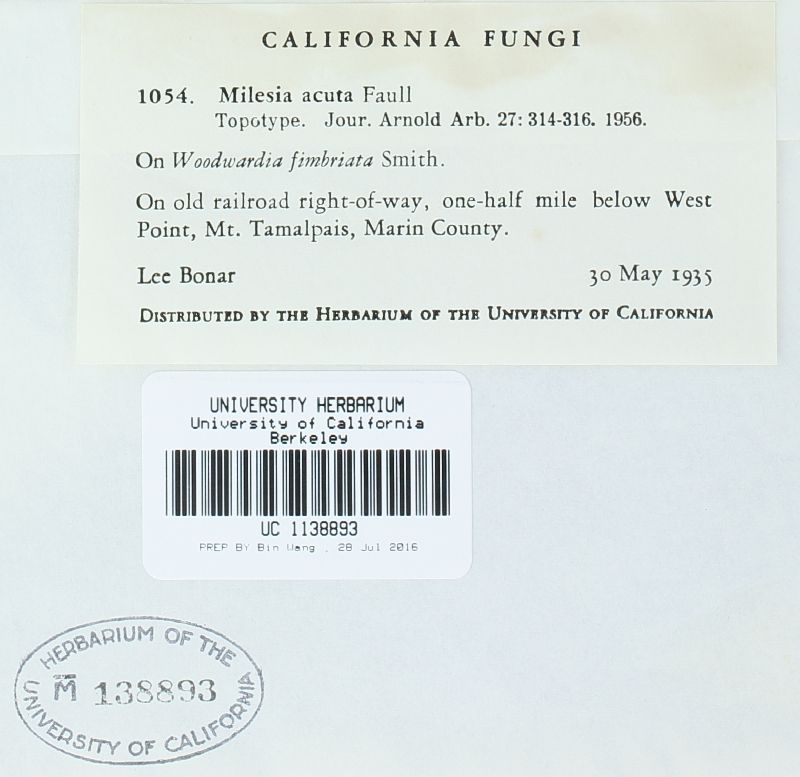 CALIFORNIA FUNGI
1054. Milesia acuta Faull
Topotype. Jour. Arnold Arb. 27: 314-316. 1956.
On Woodwardia fimbriata Smith.
On old railroad right-of-way, one-half mile below West
Point, Mt. Tamalpais, Marin County.
Lee Bonar 30 May 1935
DISTRIBUTED BY THE HERBARIUM OF THE UNIVERSITY OF CALIFORNIA
UNIVERSITY HERBARIUM
University of California
Berkeley
UC 1138893
PREP BY Bin Wang , 28 Jul 2016
HERBARIUM OF THE
M̅ 138893
UNIVERSITY OF CALIFORNIA